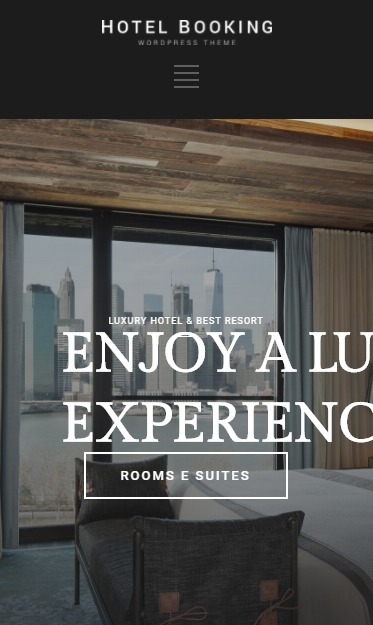 HOTEL BOOKING
WORDPRESS THEME
LUXURY HOTEL & BEST RESORT
ENJOY A LU
EXPERIENC
ROOMS E SUITES